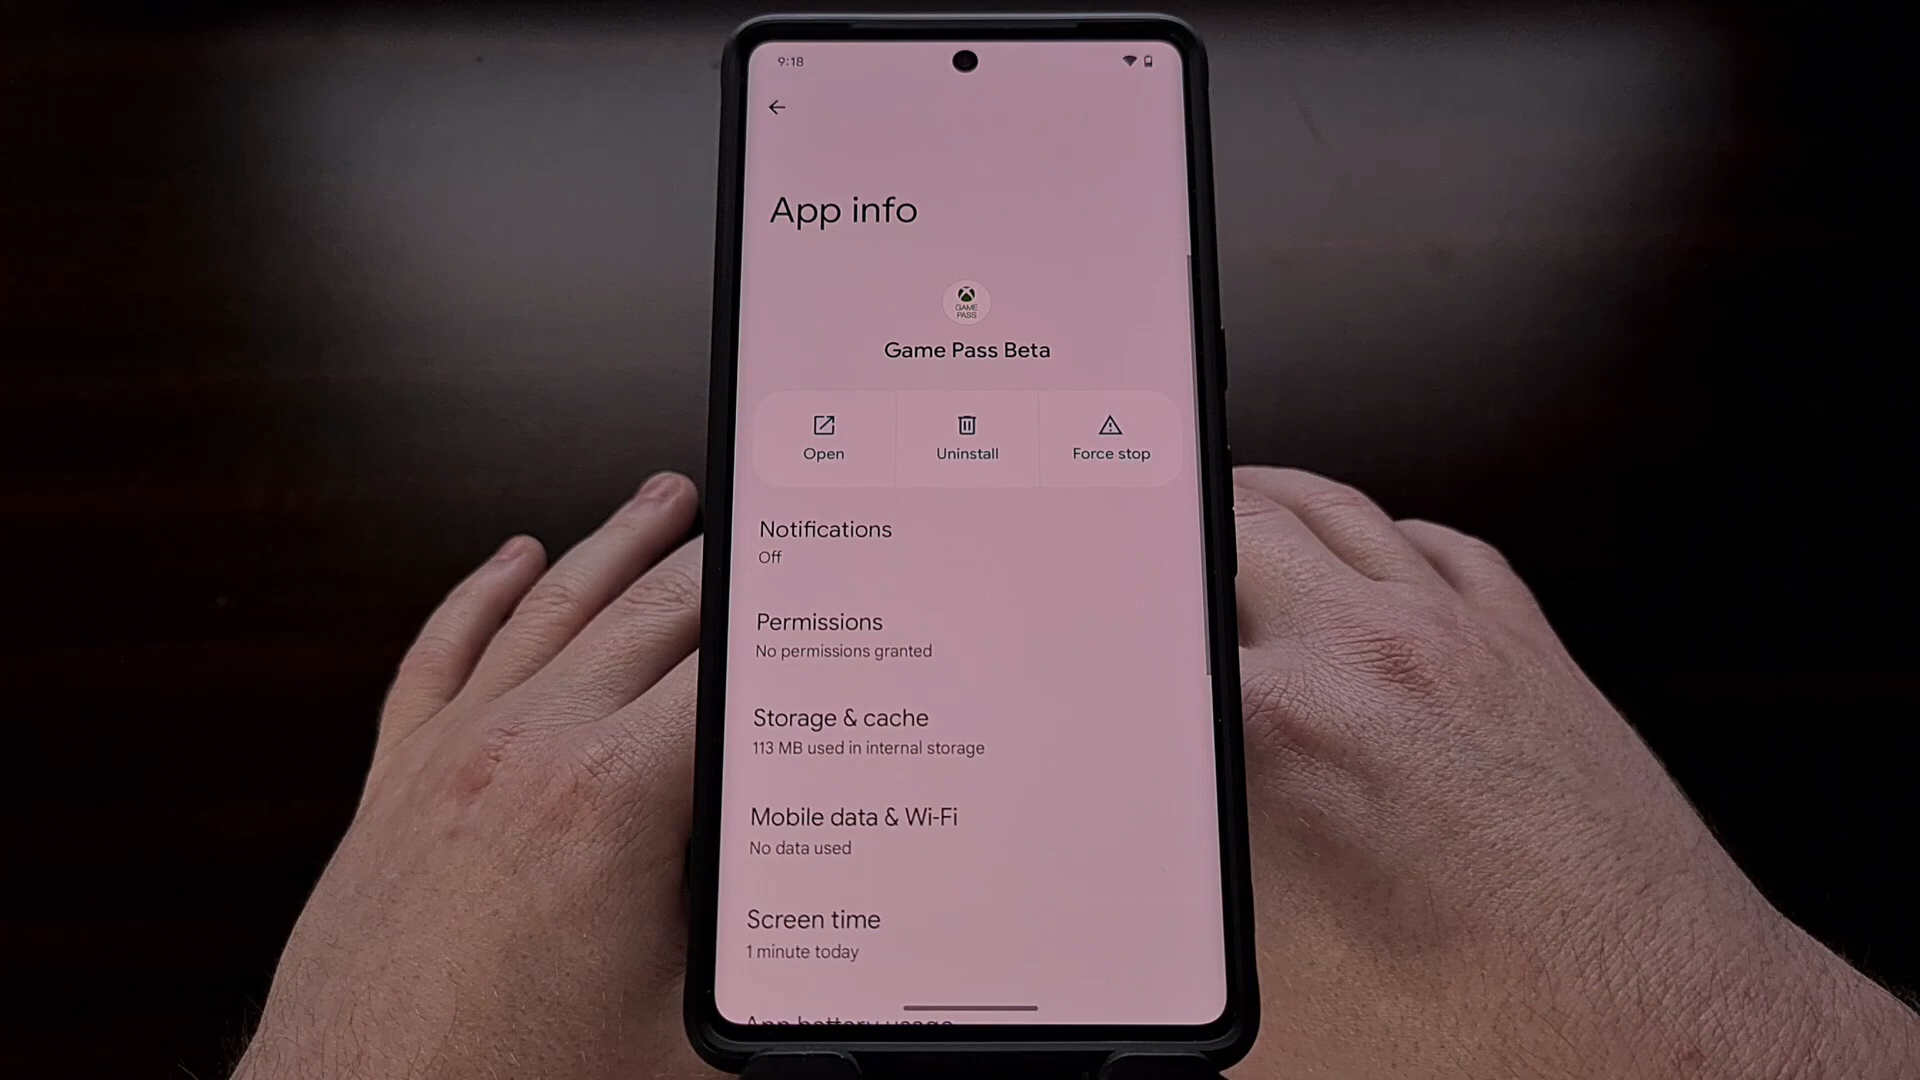 9:18
App info
GAME
PASS
Game Pass Beta
Open
Uninstall
Force stop
Notifications
Off
Permissions
No permissions granted
Storage & cache
113 MB used in internal storage
Mobile data & Wi-Fi
No data used
Screen time
1 minute today
App battery usage